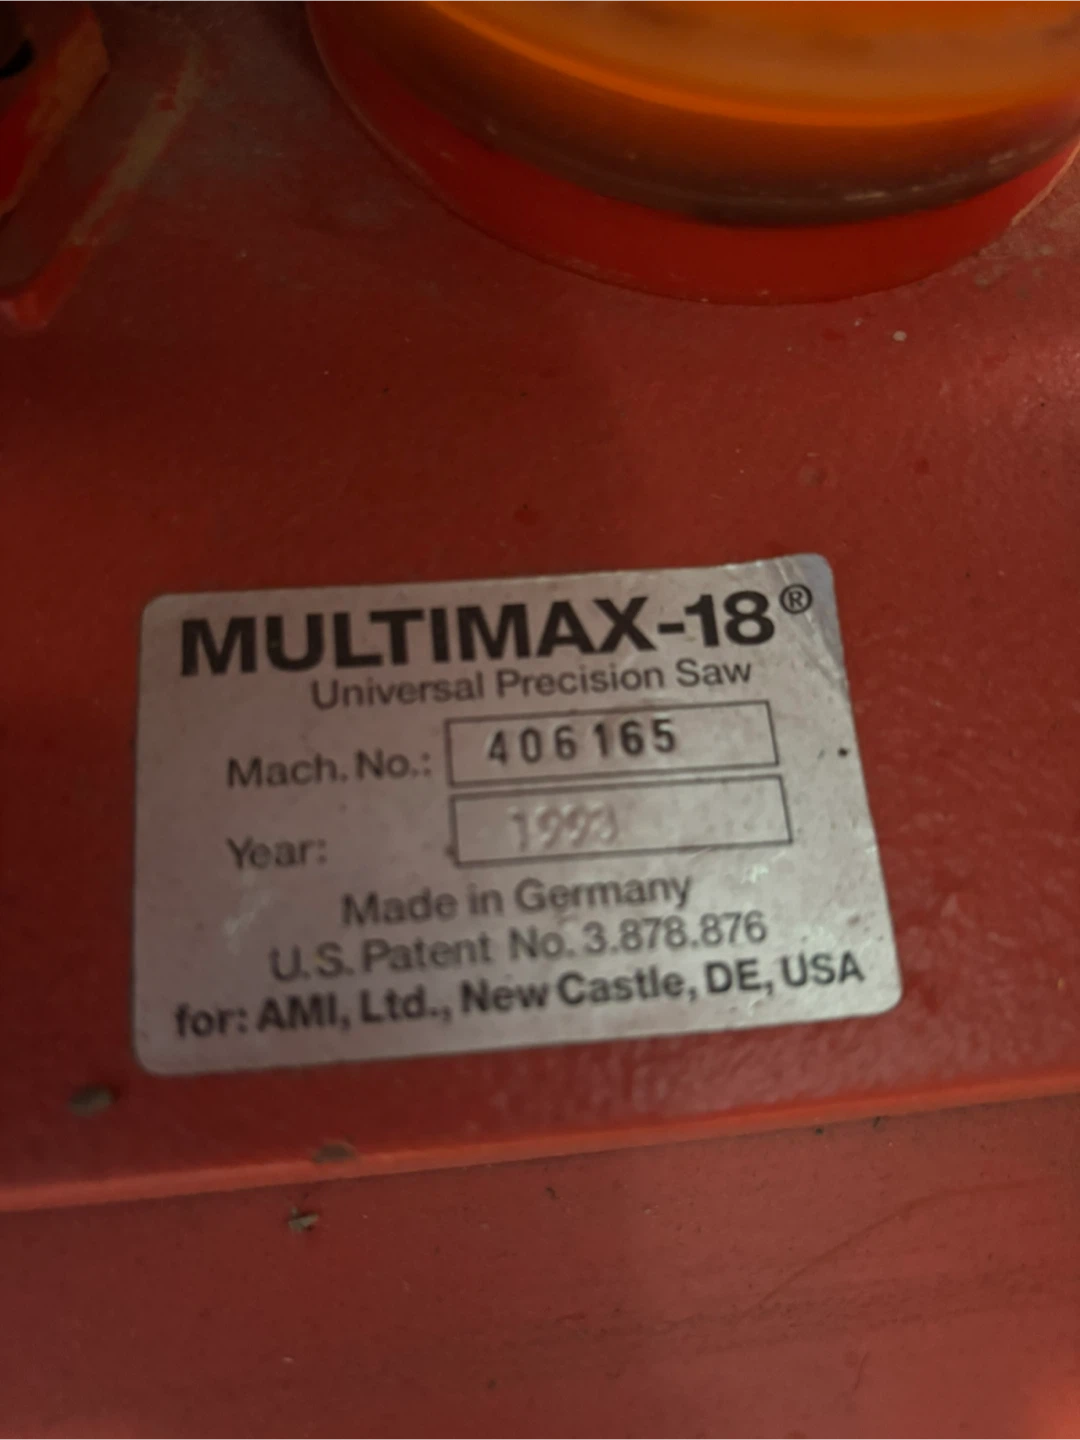 MULTIMAX-18®
Universal Precision Saw
Mach. No.: 406165
Year: 1993
Made in Germany
U.S. Patent No. 3.878.876
for: AMI, Ltd., New Castle, DE, USA